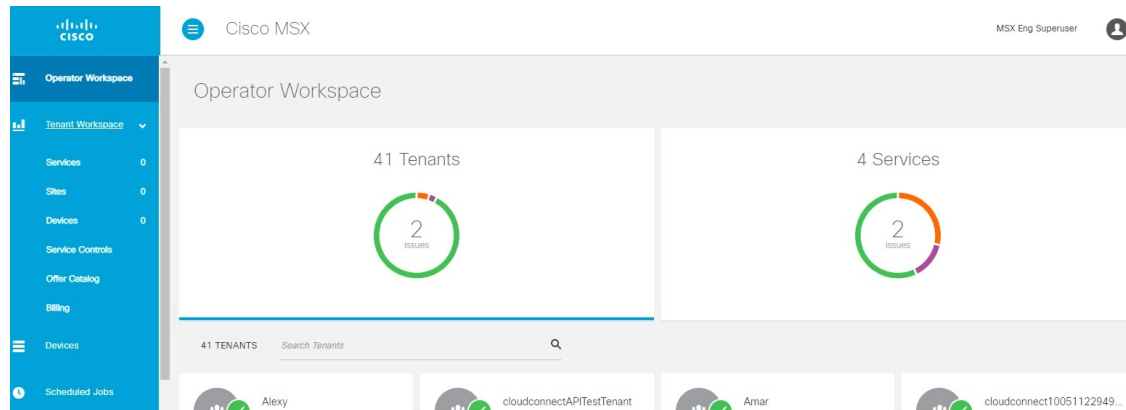 CISCO
Cisco MSX
MSX Eng Superuser
Operator Workspace
Tenant Workspace
Services 0
Sites 0
Devices 0
Service Controls
Offer Catalog
Billing
Devices
Scheduled Jobs
Operator Workspace
41 Tenants
2
issues
4 Services
2
issues
41 TENANTS
Search Tenants
Alexy
cloudconnectAPITestTenant
Amar
cloudconnect10051122949...